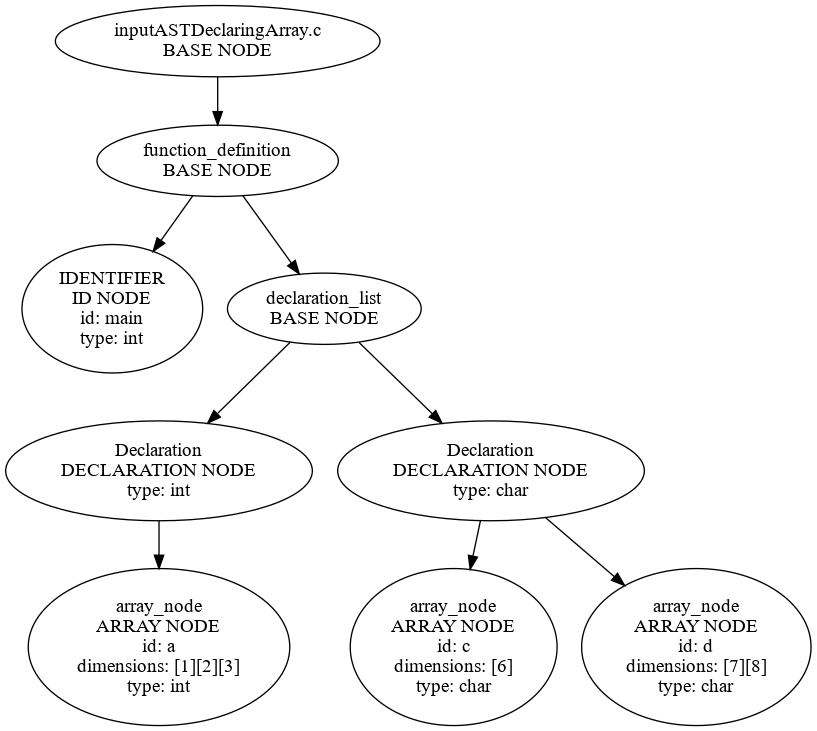 inputASTDeclaringArray.c
BASE NODE
function_definition
BASE NODE
IDENTIFIER
ID NODE
id: main
type: int
declaration_list
BASE NODE
Declaration
DECLARATION NODE
type: int
Declaration
DECLARATION NODE
type: char
array_node
ARRAY NODE
id: a
dimensions: [1][2][3]
type: int
array_node
ARRAY NODE
id: c
dimensions: [6]
type: char
array_node
ARRAY NODE
id: d
dimensions: [7][8]
type: char